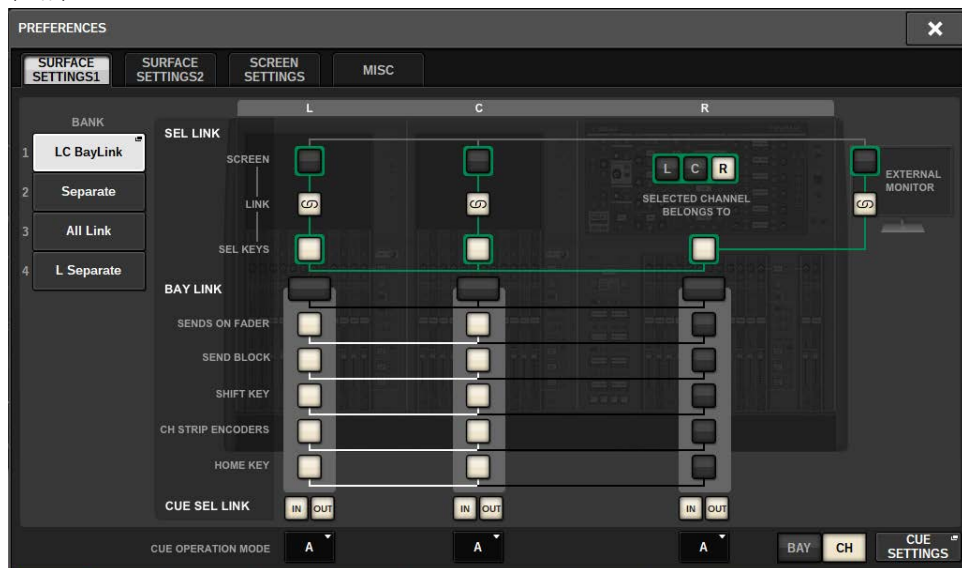 PREFERENCES
SURFACE SETTINGS1
SURFACE SETTINGS2
SCREEN SETTINGS
MISC
L
C
R
BANK
1 LC BayLink
2 Separate
3 All Link
4 L Separate
SEL LINK
SCREEN
LINK
SEL KEYS
L C R
SELECTED CHANNEL
BELONGS TO
EXTERNAL
MONITOR
BAY LINK
SENDS ON FADER
SEND BLOCK
SHIFT KEY
CH STRIP ENCODERS
HOME KEY
CUE SEL LINK
IN OUT
IN OUT
IN OUT
CUE OPERATION MODE
A
A
A
BAY CH
CUE
SETTINGS